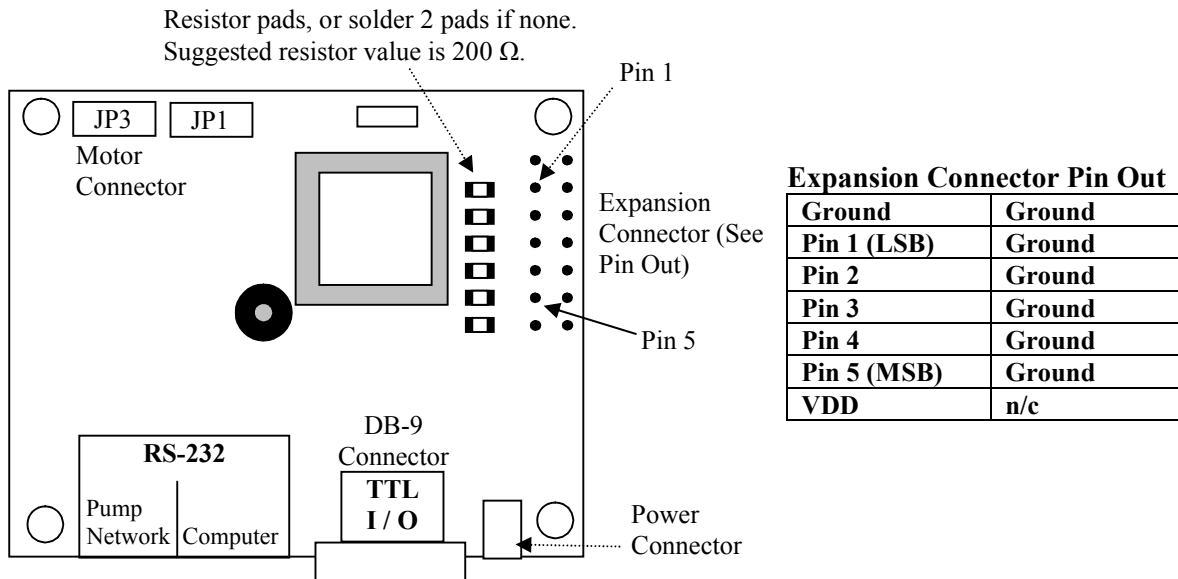 Resistor pads, or solder 2 pads if none.
Suggested resistor value is 200 Ω.
Pin 1
JP3
JP1
Motor
Connector
Expansion
Connector (See
Pin Out)
Pin 5
DB-9
Connector
RS-232
TTL
I / O
Pump
Network
Computer
Power
Connector
Expansion Connector Pin Out
Ground Ground
Pin 1 (LSB) Ground
Pin 2 Ground
Pin 3 Ground
Pin 4 Ground
Pin 5 (MSB) Ground
VDD n/c